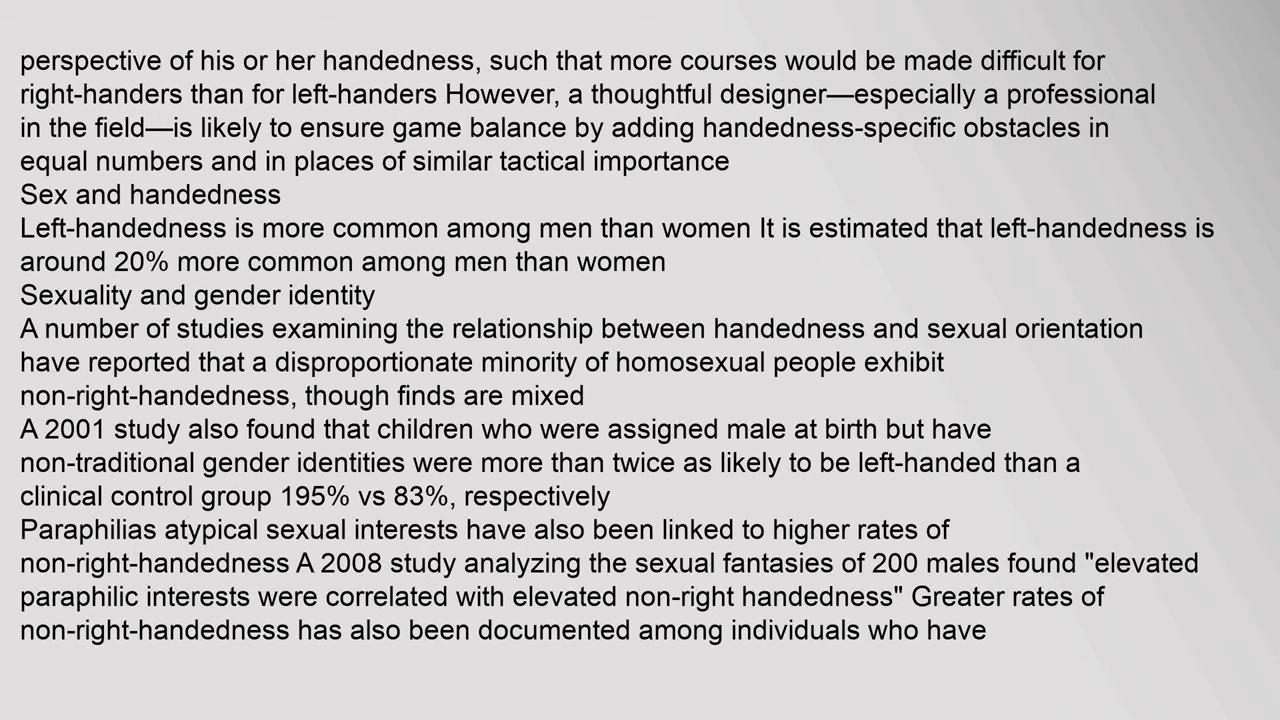 perspective of his or her handedness, such that more courses would be made difficult for
right-handers than for left-handers However, a thoughtful designer—especially a professional
in the field—is likely to ensure game balance by adding handedness-specific obstacles in
equal numbers and in places of similar tactical importance
Sex and handedness
Left-handedness is more common among men than women It is estimated that left-handedness is
around 20% more common among men than women
Sexuality and gender identity
A number of studies examining the relationship between handedness and sexual orientation
have reported that a disproportionate minority of homosexual people exhibit
non-right-handedness, though finds are mixed
A 2001 study also found that children who were assigned male at birth but have
non-traditional gender identities were more than twice as likely to be left-handed than a
clinical control group 195% vs 83%, respectively
Paraphilias atypical sexual interests have also been linked to higher rates of
non-right-handedness A 2008 study analyzing the sexual fantasies of 200 males found "elevated
paraphilic interests were correlated with elevated non-right handedness" Greater rates of
non-right-handedness has also been documented among individuals who have